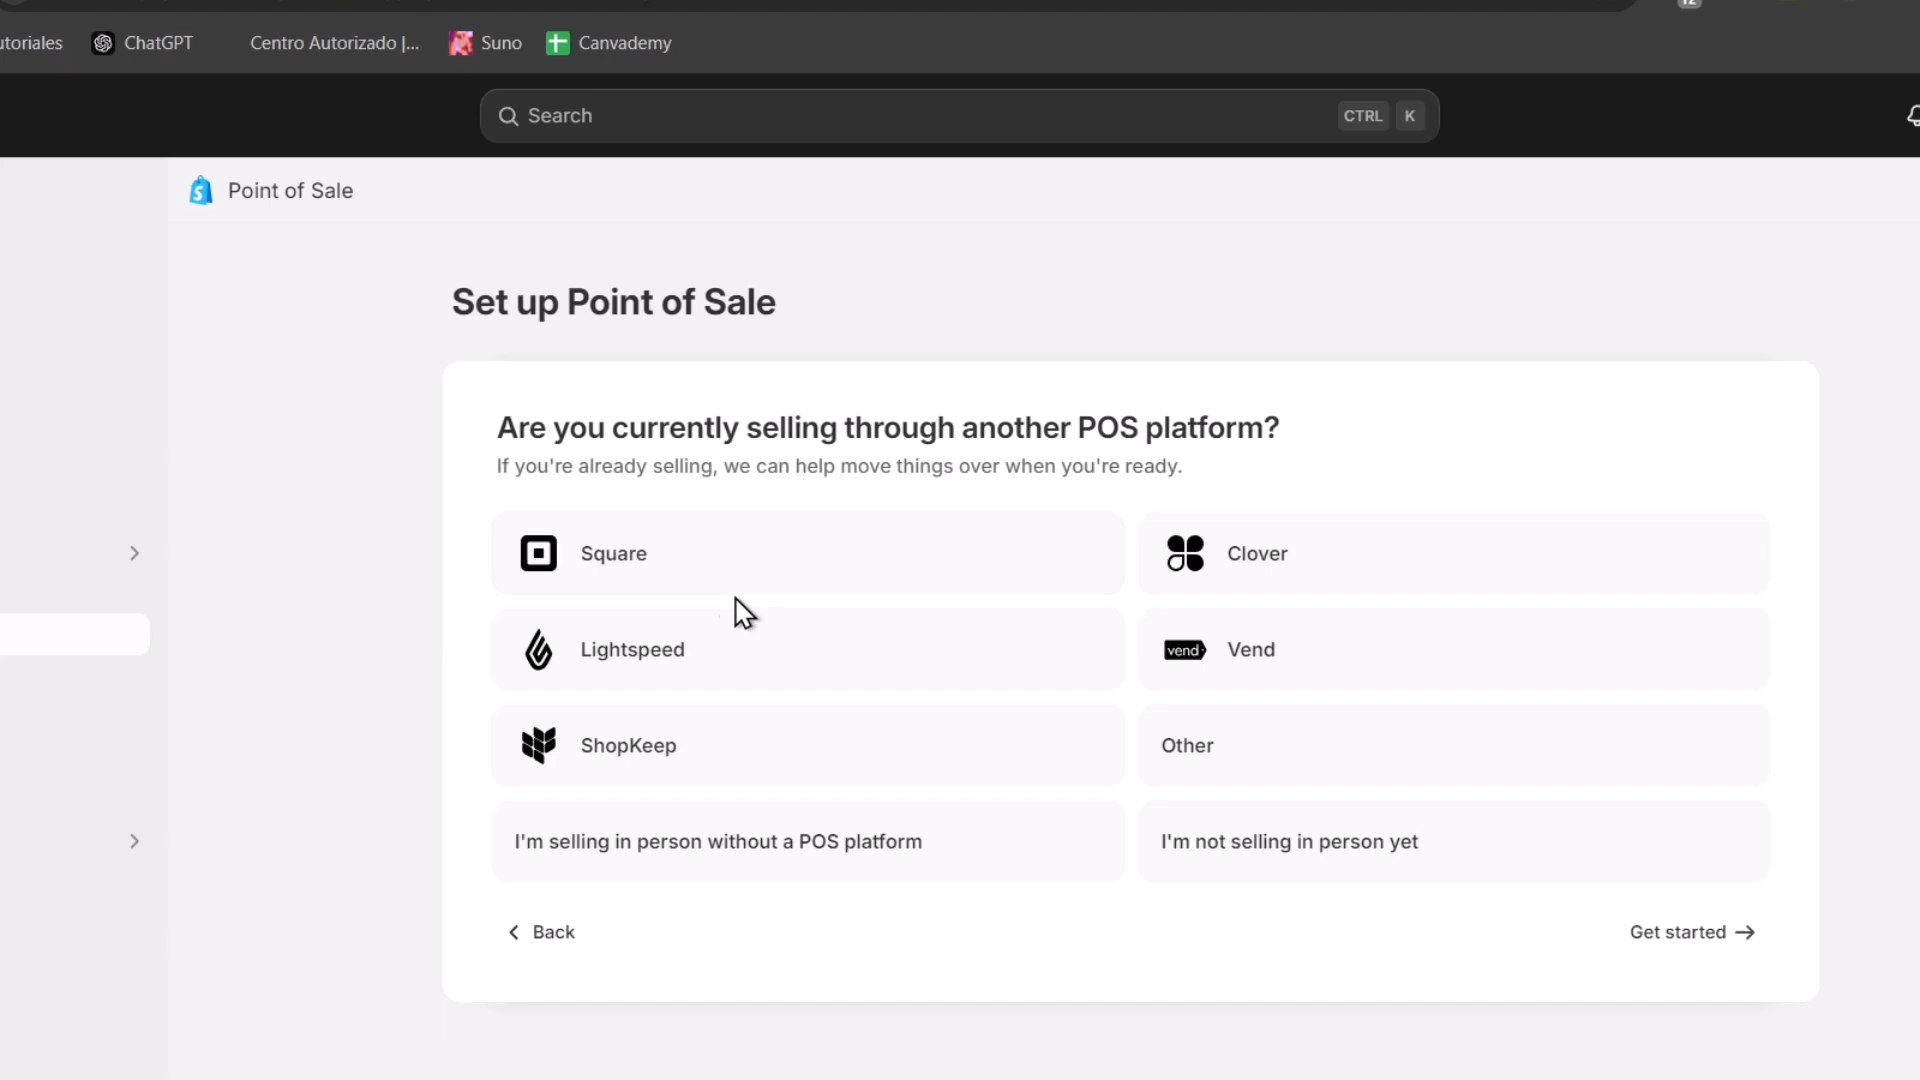 utoriales ChatGPT Centro Autorizado |... Suno Canvademy
Search CTRL K
Point of Sale
Set up Point of Sale
Are you currently selling through another POS platform?
If you're already selling, we can help move things over when you're ready.
Square Clover
Lightspeed vend Vend
ShopKeep Other
I'm selling in person without a POS platform I'm not selling in person yet
Back Get started